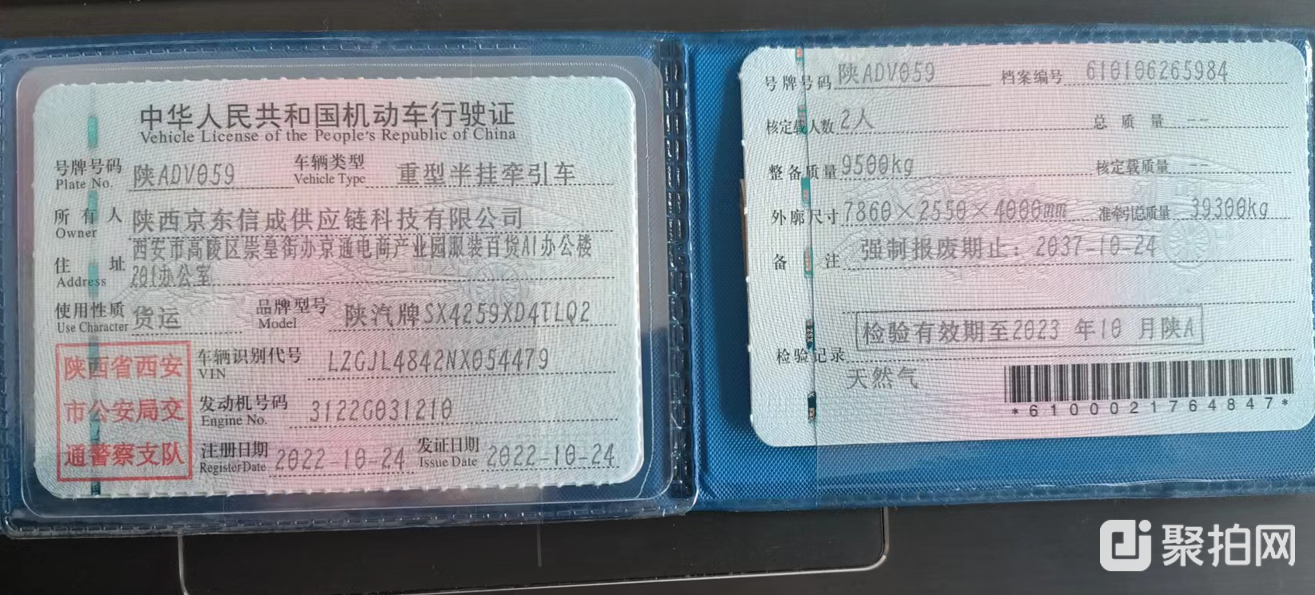 中华人民共和国机动车行驶证
Vehicle License of the People's Republic of China
号牌号码 陕ADV059 车辆类型 重型半挂牵引车
Plate No. Vehicle Type
所有人 陕西京东信成供应链科技有限公司
Owner
西安市高陵区崇皇街办京通电商产业园服装百货A1办公楼
住址 201办公室
Address
使用性质 货运 品牌型号 陕汽牌SX4259XD4TLQ2
Use Character Model
陕西省西安
市公安局交
通警察支队
车辆识别代号 LZGJL4842NX054479
VIN
发动机号码 3122G031210
Engine No.
注册日期 2022-10-24 发证日期 2022-10-24
Register Date Issue Date
号牌号码 陕ADV059 档案编号 610106265984
核定载人数 2人 总质量 --
整备质量 9500kg 核定载质量 --
外廓尺寸 7860×2550×4000mm 准牵引总质量 39300kg
备注 强制报废期止：2037-10-24
检验有效期至2023年10月陕A
检验记录
天然气
*6100021764847*
聚拍网